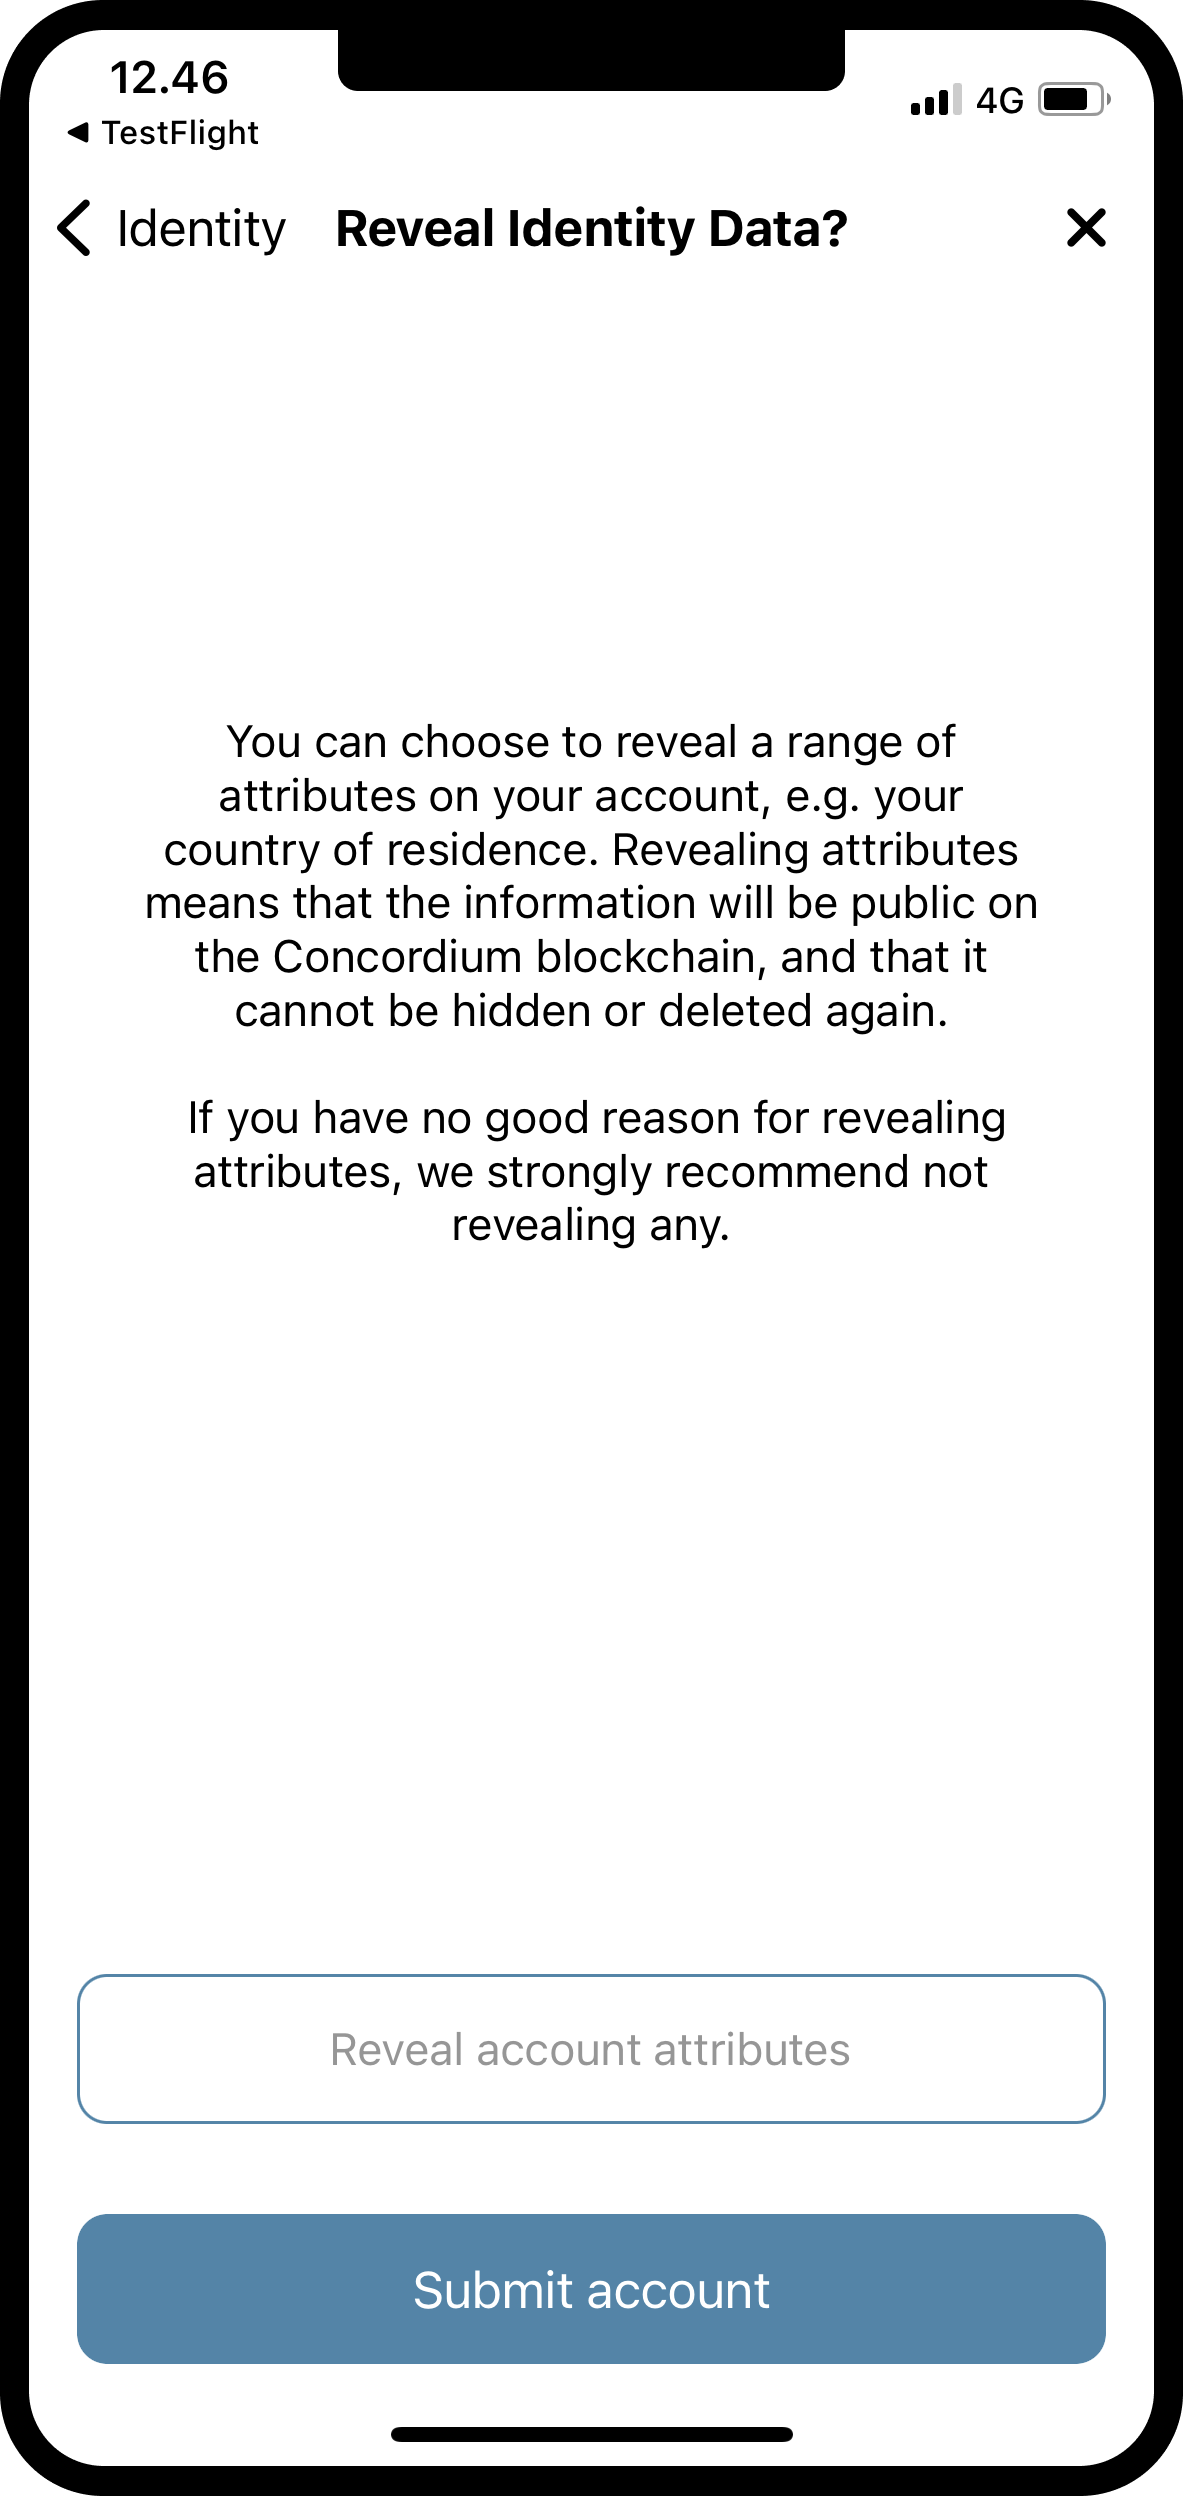 12.46
4G
TestFlight
Identity
Reveal Identity Data?
You can choose to reveal a range of
attributes on your account, e.g. your
country of residence. Revealing attributes
means that the information will be public on
the Concordium blockchain, and that it
cannot be hidden or deleted again.
If you have no good reason for revealing
attributes, we strongly recommend not
revealing any.
Reveal account attributes
Submit account